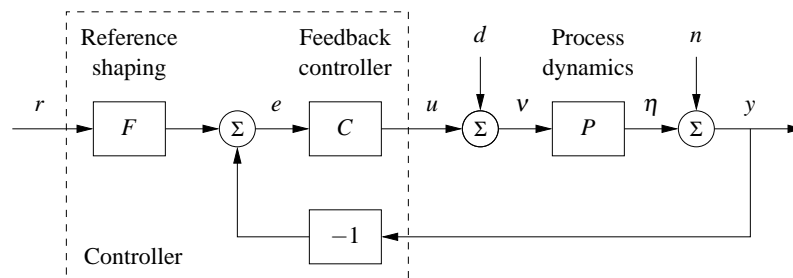 Reference
shaping
Feedback
controller
d
Process
dynamics
n
r
F
Σ
e
C
u
Σ
ν
P
η
Σ
y
−1
Controller